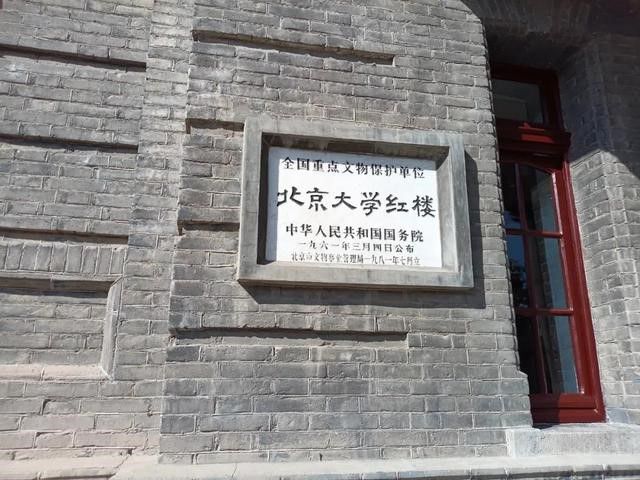 全国重点文物保护单位
北京大学红楼
中华人民共和国国务院
一九六一年三月四日公布
北京市文物事业管理局一九八一年七月立